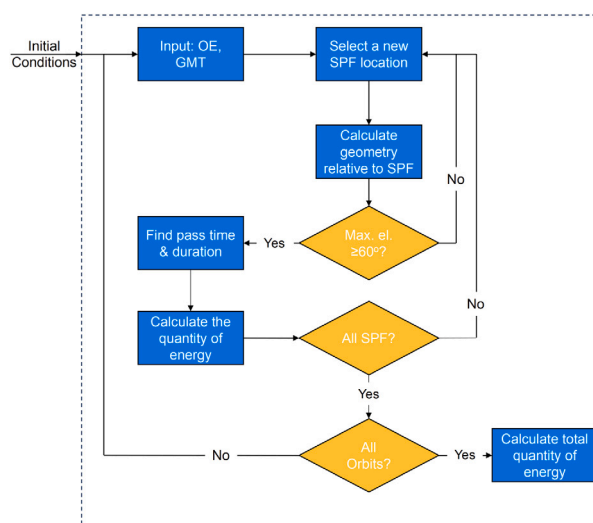 Initial
Conditions
Input: OE,
GMT
Select a new
SPF location
Calculate
geometry
relative to SPF
No
Max. el.
≥60º?
Yes
Find pass time
& duration
Calculate the
quantity of
energy
All SPF?
No
Yes
All
Orbits?
No
Yes
Calculate total
quantity of
energy